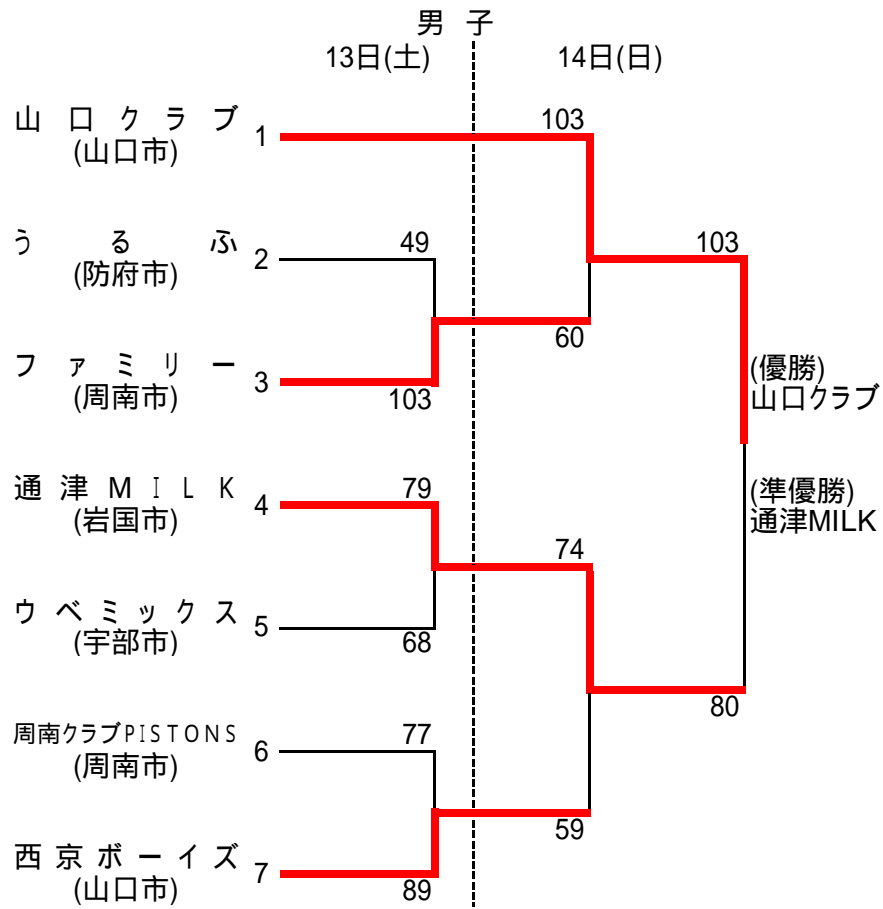 男子
13日(土) 14日(日)
山口クラブ 1 103
(山口市)
うるふ 2 49 103
(防府市)
60
ファミリー 3 103
(周南市)
(優勝)
山口クラブ
通津MILK 4 79
(岩国市)
(準優勝)
通津MILK
74
ウベミックス 5 68
(宇部市)
80
周南クラブPISTONS 6 77
(周南市)
59
西京ボーイズ 7 89
(山口市)